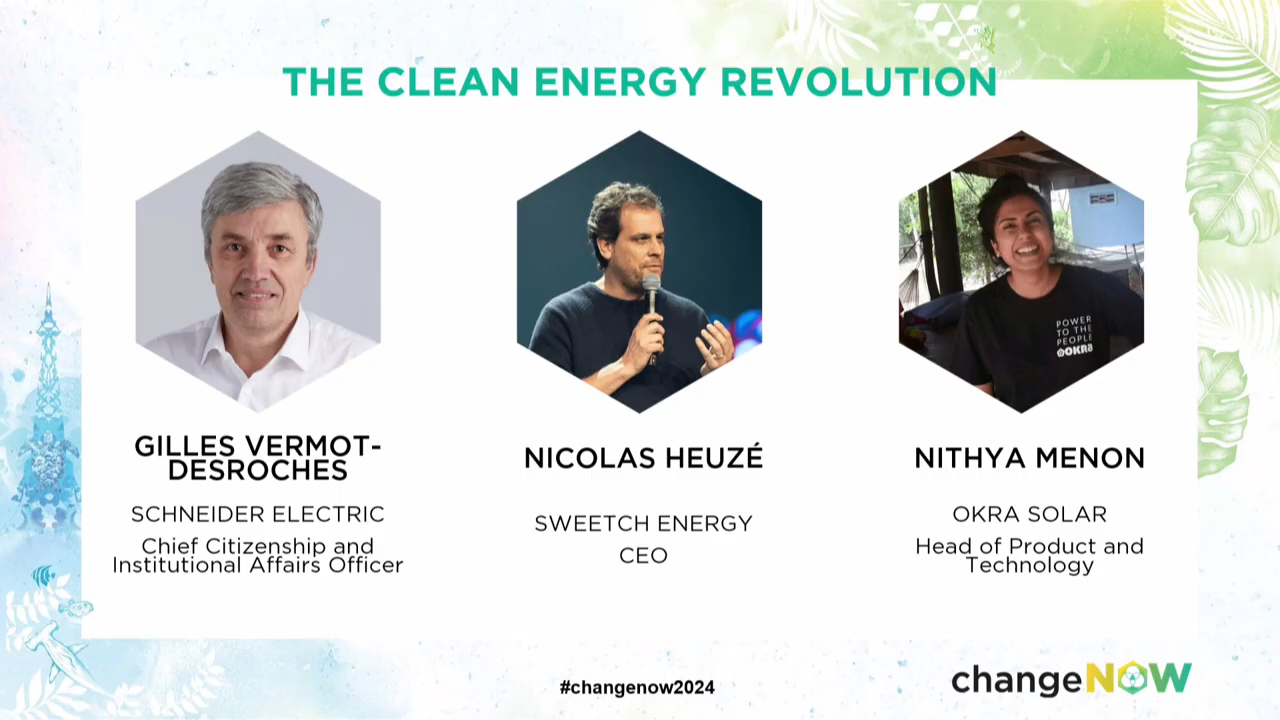 THE CLEAN ENERGY REVOLUTION
POWER
TO THE
PEOPLE
OKRA
GILLES VERMOT-
DESROCHES
SCHNEIDER ELECTRIC
Chief Citizenship and
Institutional Affairs Officer
NICOLAS HEUZÉ
SWEETCH ENERGY
CEO
NITHYA MENON
OKRA SOLAR
Head of Product and
Technology
#changenow2024
changeNOW